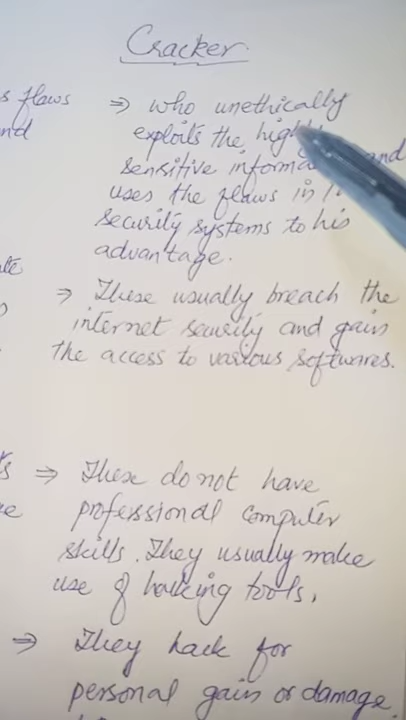 Cracker
s flaws
nd
⇒ who unethically
exploits the
sensitive and
uses the flaws in
security systems to his
advantage.
⇒ These usually breach the
internet security and gain
the access to various softwares.
⇒ These do not have
professional computer
skills. They usually make
use of hacking tools.
⇒ They hack for
personal gain or damage.